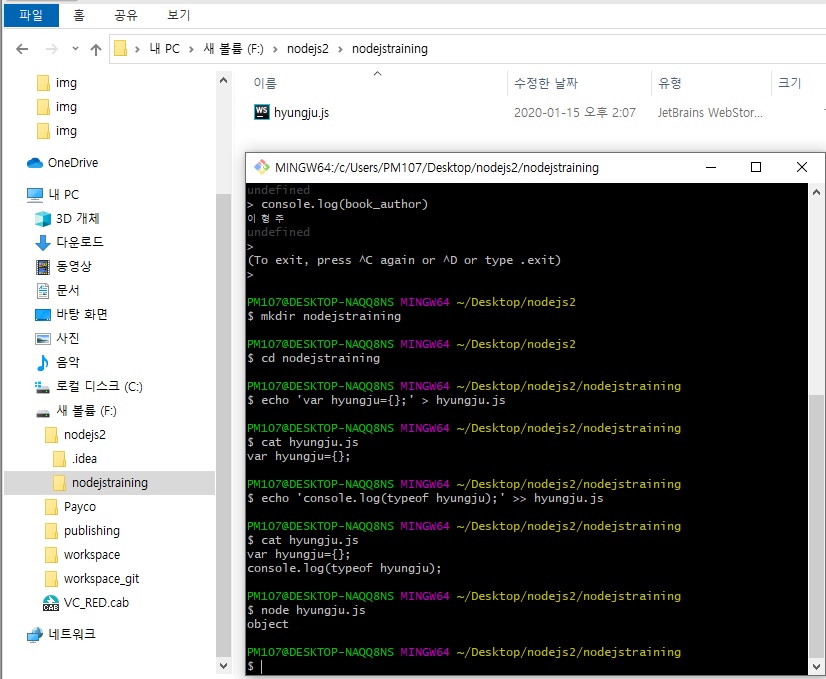 파일 홈 공유 보기
내 PC > 새 볼륨 (F:) > nodejs2 > nodejstraining
img
img
img
OneDrive
내 PC
3D 개체
다운로드
동영상
문서
바탕 화면
사진
음악
로컬 디스크 (C:)
새 볼륨 (F:)
nodejs2
.idea
nodejstraining
Payco
publishing
workspace
workspace_git
VC_RED.cab
네트워크
이름 수정한 날짜 유형 크기
hyungju.js 2020-01-15 오후 2:07 JetBrains WebStor...
MINGW64:/c/Users/PM107/Desktop/nodejs2/nodejstraining
undefined
> console.log(book_author)
이 형 주
undefined
>
(To exit, press ^C again or ^D or type .exit)
>
PM107@DESKTOP-NAQQ8NS MINGW64 ~/Desktop/nodejs2
$ mkdir nodejstraining
PM107@DESKTOP-NAQQ8NS MINGW64 ~/Desktop/nodejs2
$ cd nodejstraining
PM107@DESKTOP-NAQQ8NS MINGW64 ~/Desktop/nodejs2/nodejstraining
$ echo 'var hyungju={};' > hyungju.js
PM107@DESKTOP-NAQQ8NS MINGW64 ~/Desktop/nodejs2/nodejstraining
$ cat hyungju.js
var hyungju={};
PM107@DESKTOP-NAQQ8NS MINGW64 ~/Desktop/nodejs2/nodejstraining
$ echo 'console.log(typeof hyungju);' >> hyungju.js
PM107@DESKTOP-NAQQ8NS MINGW64 ~/Desktop/nodejs2/nodejstraining
$ cat hyungju.js
var hyungju={};
console.log(typeof hyungju);
PM107@DESKTOP-NAQQ8NS MINGW64 ~/Desktop/nodejs2/nodejstraining
$ node hyungju.js
object
PM107@DESKTOP-NAQQ8NS MINGW64 ~/Desktop/nodejs2/nodejstraining
$